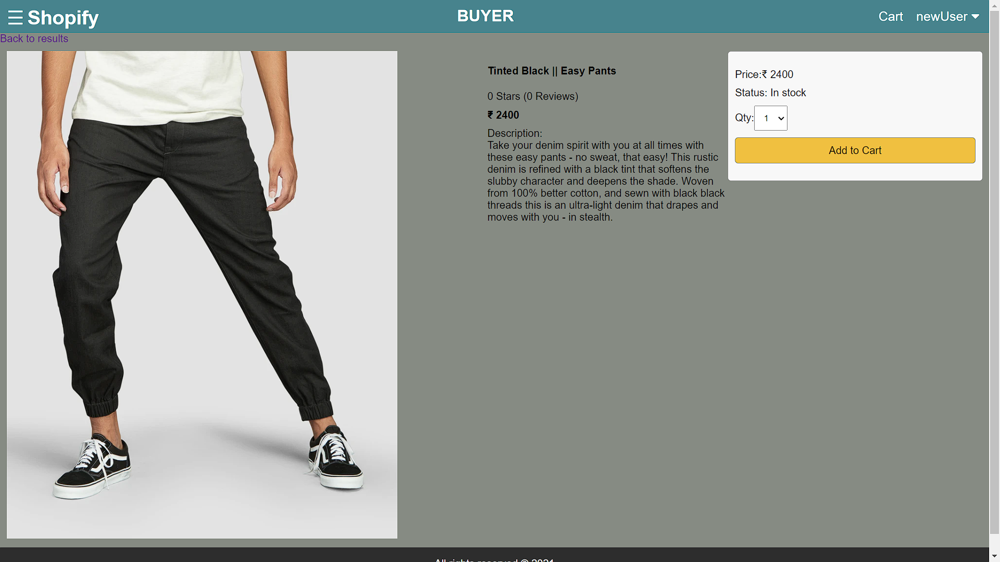 ☰ Shopify
BUYER
Cart newUser
Back to results
Tinted Black || Easy Pants
0 Stars (0 Reviews)
₹ 2400
Description:
Take your denim spirit with you at all times with
these easy pants - no sweat, that easy! This rustic
denim is refined with a black tint that softens the
slubby character and deepens the shade. Woven
from 100% better cotton, and sewn with black black
threads this is an ultra-light denim that drapes and
moves with you - in stealth.
Price:₹ 2400
Status: In stock
Qty: 1
Add to Cart
All rights reserved © 2021